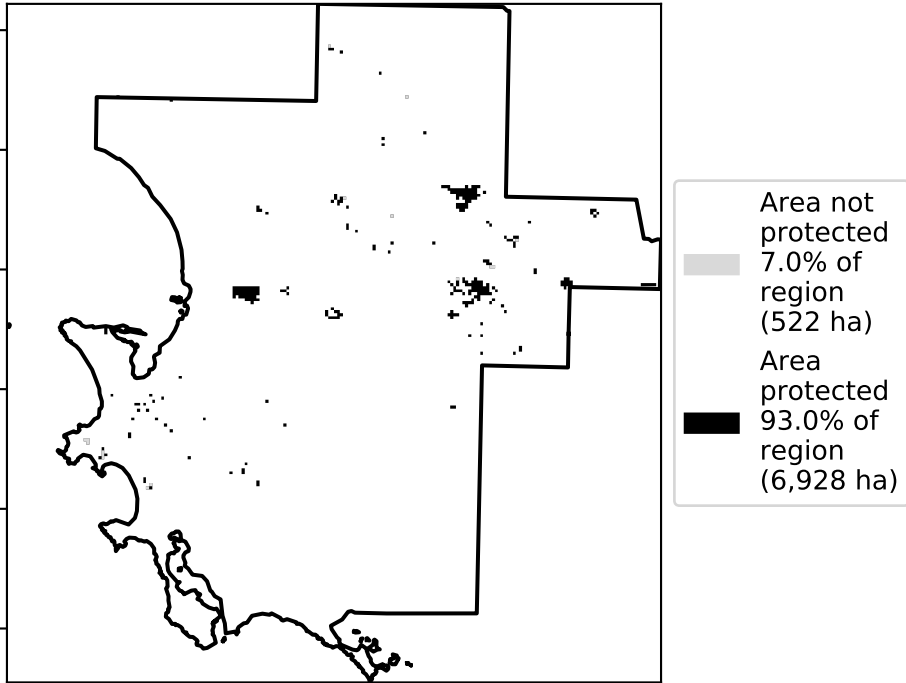 Area not
protected
7.0% of
region
(522 ha)
Area
protected
93.0% of
region
(6,928 ha)